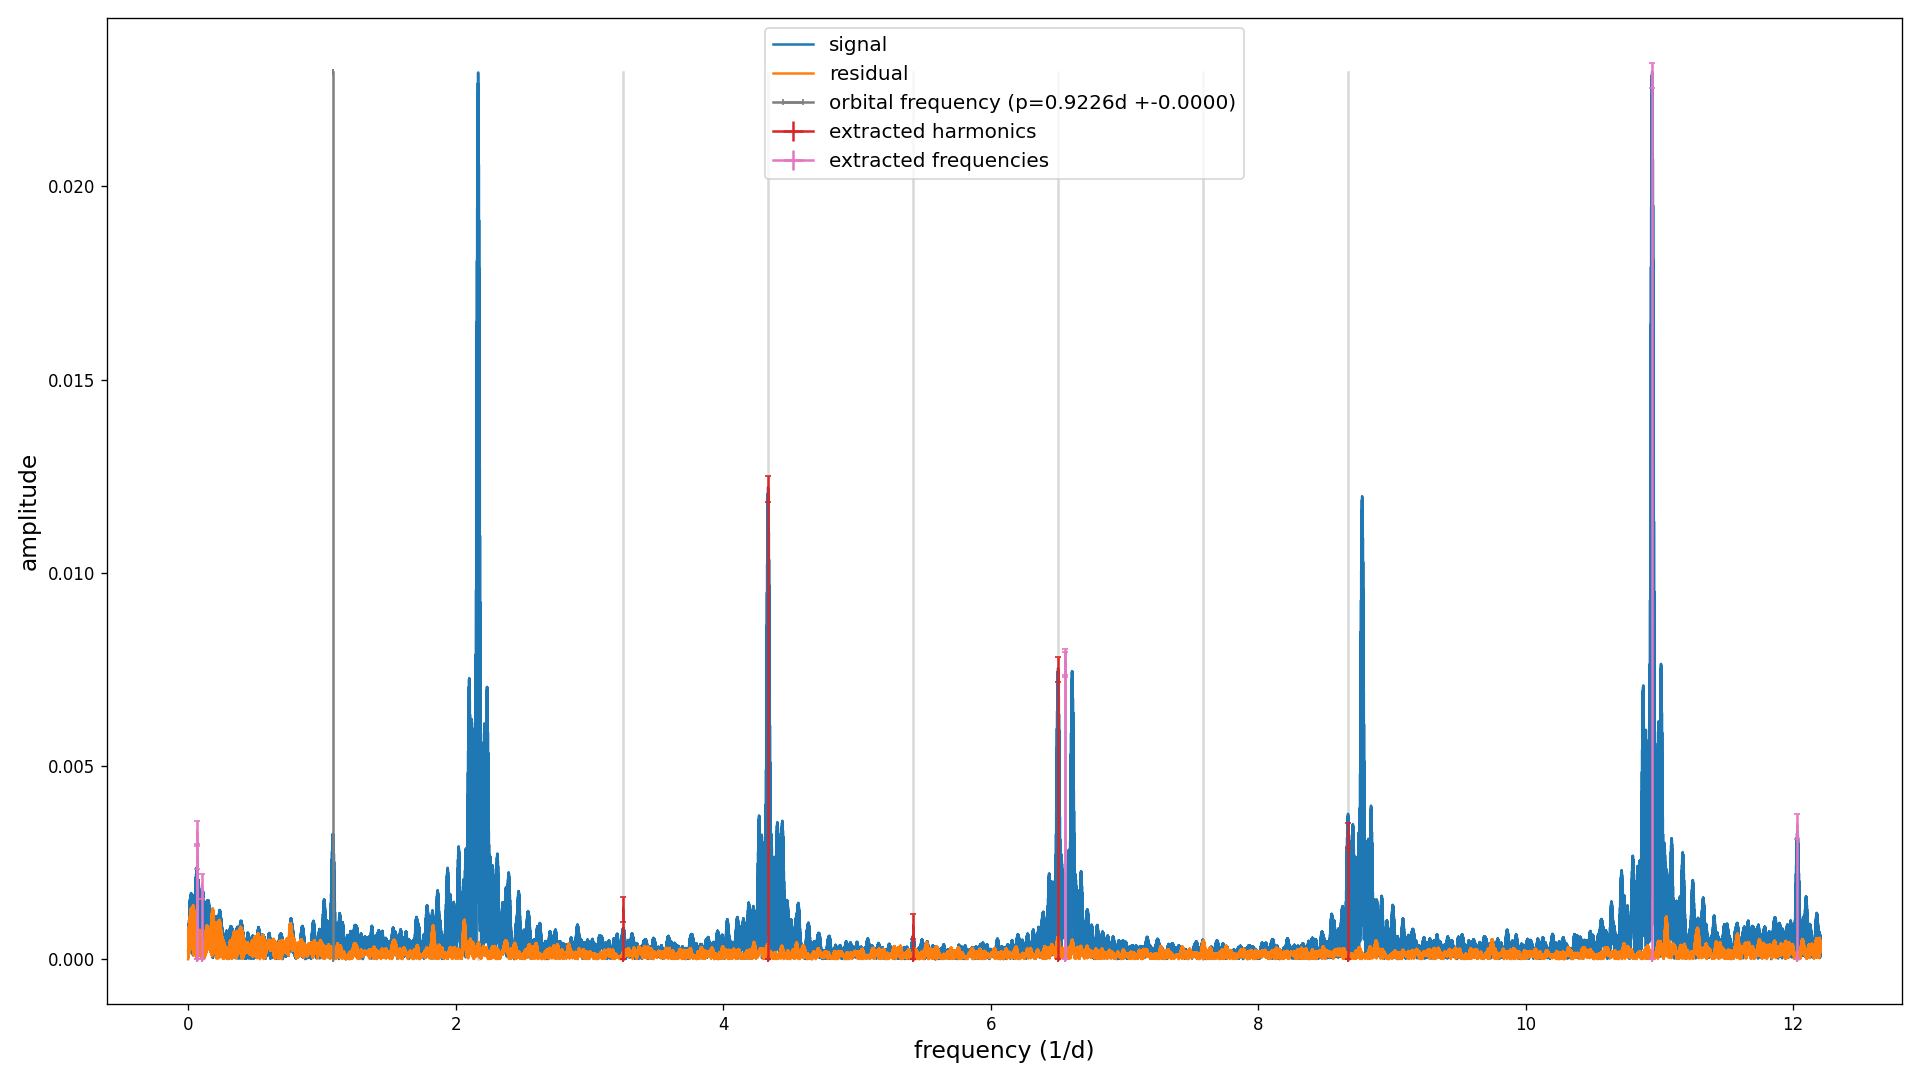 signal
residual
orbital frequency (p=0.9226d +-0.0000)
extracted harmonics
extracted frequencies
0.020
0.015
0.010
0.005
0.000
amplitude
0 2 4 6 8 10 12
frequency (1/d)